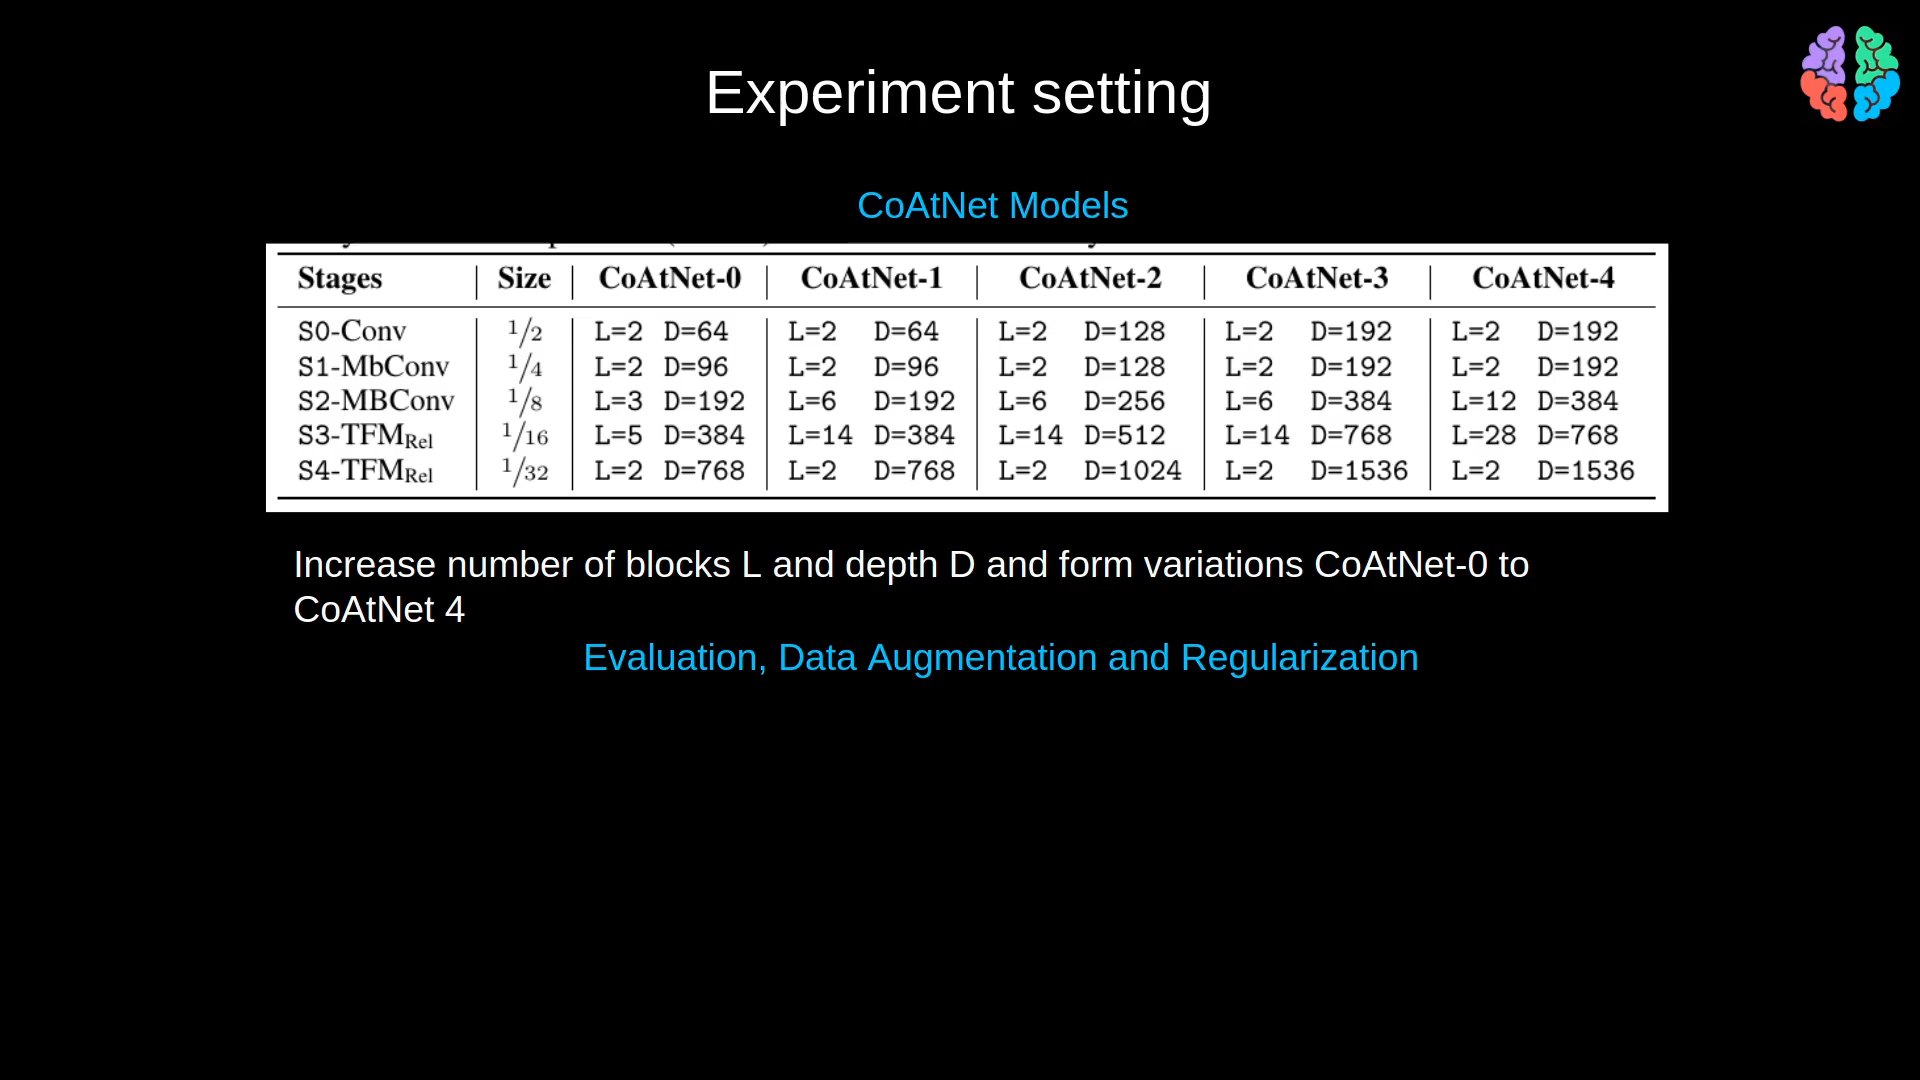 Experiment setting
CoAtNet Models
Stages Size CoAtNet-0 CoAtNet-1 CoAtNet-2 CoAtNet-3 CoAtNet-4
S0-Conv 1/2 L=2 D=64 L=2 D=64 L=2 D=128 L=2 D=192 L=2 D=192
S1-MbConv 1/4 L=2 D=96 L=2 D=96 L=2 D=128 L=2 D=192 L=2 D=192
S2-MBConv 1/8 L=3 D=192 L=6 D=192 L=6 D=256 L=6 D=384 L=12 D=384
S3-TFMRel 1/16 L=5 D=384 L=14 D=384 L=14 D=512 L=14 D=768 L=28 D=768
S4-TFMRel 1/32 L=2 D=768 L=2 D=768 L=2 D=1024 L=2 D=1536 L=2 D=1536
Increase number of blocks L and depth D and form variations CoAtNet-0 to
CoAtNet 4
Evaluation, Data Augmentation and Regularization